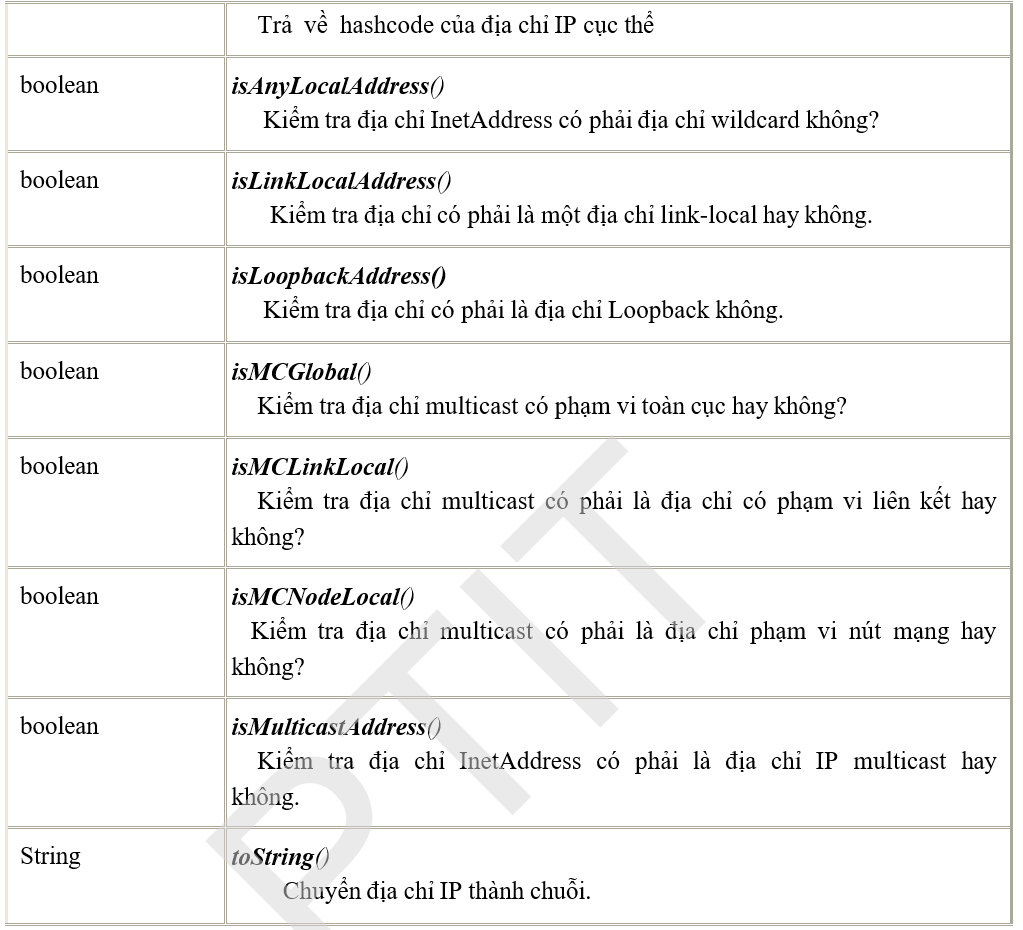 Trả về hashcode của địa chỉ IP cục thể
boolean
isAnyLocalAddress()
Kiểm tra địa chỉ InetAddress có phải địa chỉ wildcard không?
boolean
isLinkLocalAddress()
Kiểm tra địa chỉ có phải là một địa chỉ link-local hay không.
boolean
isLoopbackAddress()
Kiểm tra địa chỉ có phải là địa chỉ Loopback không.
boolean
isMCGlobal()
Kiểm tra địa chỉ multicast có phạm vi toàn cục hay không?
boolean
isMCLinkLocal()
Kiểm tra địa chỉ multicast có phải là địa chỉ có phạm vi liên kết hay
không?
boolean
isMCNodeLocal()
Kiểm tra địa chỉ multicast có phải là địa chỉ phạm vi nút mạng hay
không?
boolean
isMulticastAddress()
Kiểm tra địa chỉ InetAddress có phải là địa chỉ IP multicast hay
không.
String
toString()
Chuyển địa chỉ IP thành chuỗi.
PTIT